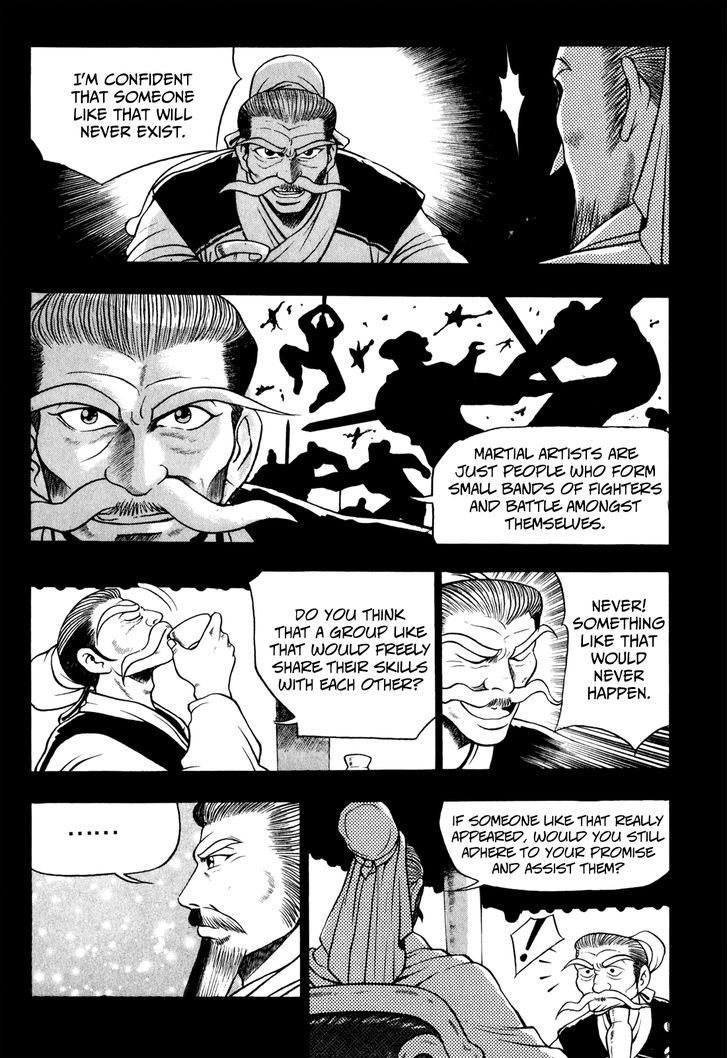 I'M CONFIDENT
THAT SOMEONE
LIKE THAT WILL
NEVER EXIST.
MARTIAL ARTISTS ARE
JUST PEOPLE WHO FORM
SMALL BANDS OF FIGHTERS
AND BATTLE AMONGST
THEMSELVES.
DO YOU THINK
THAT A GROUP LIKE
THAT WOULD FREELY
SHARE THEIR SKILLS
WITH EACH OTHER?
NEVER!
SOMETHING
LIKE THAT
WOULD
NEVER
HAPPEN.
......
IF SOMEONE LIKE THAT REALLY
APPEARED, WOULD YOU STILL
ADHERE TO YOUR PROMISE
AND ASSIST THEM?
!